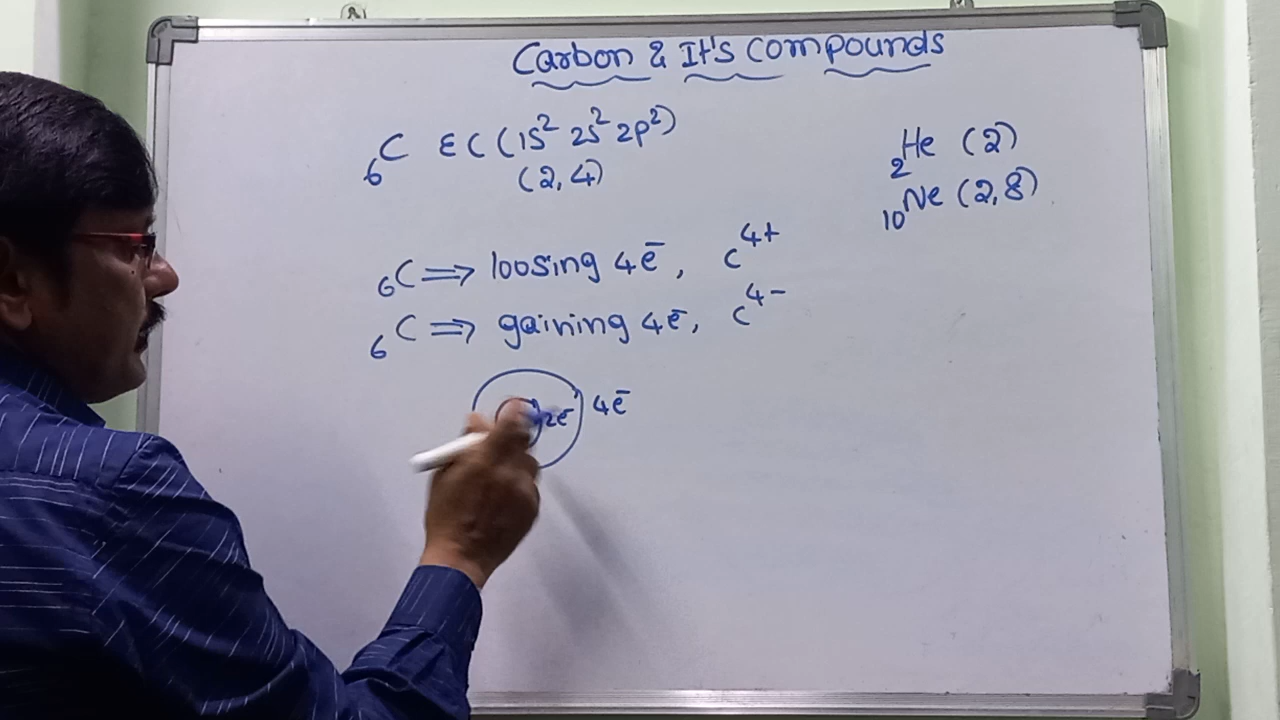 Carbon & It's Compounds
₆C EC (1S² 2S² 2p²)
(2,4)
₂He (2)
₁₀Ne (2,8)
₆C ⇒ loosing 4e⁻, C⁴⁺
₆C ⇒ gaining 4e⁻, C⁴⁻
2e⁻ 4e⁻